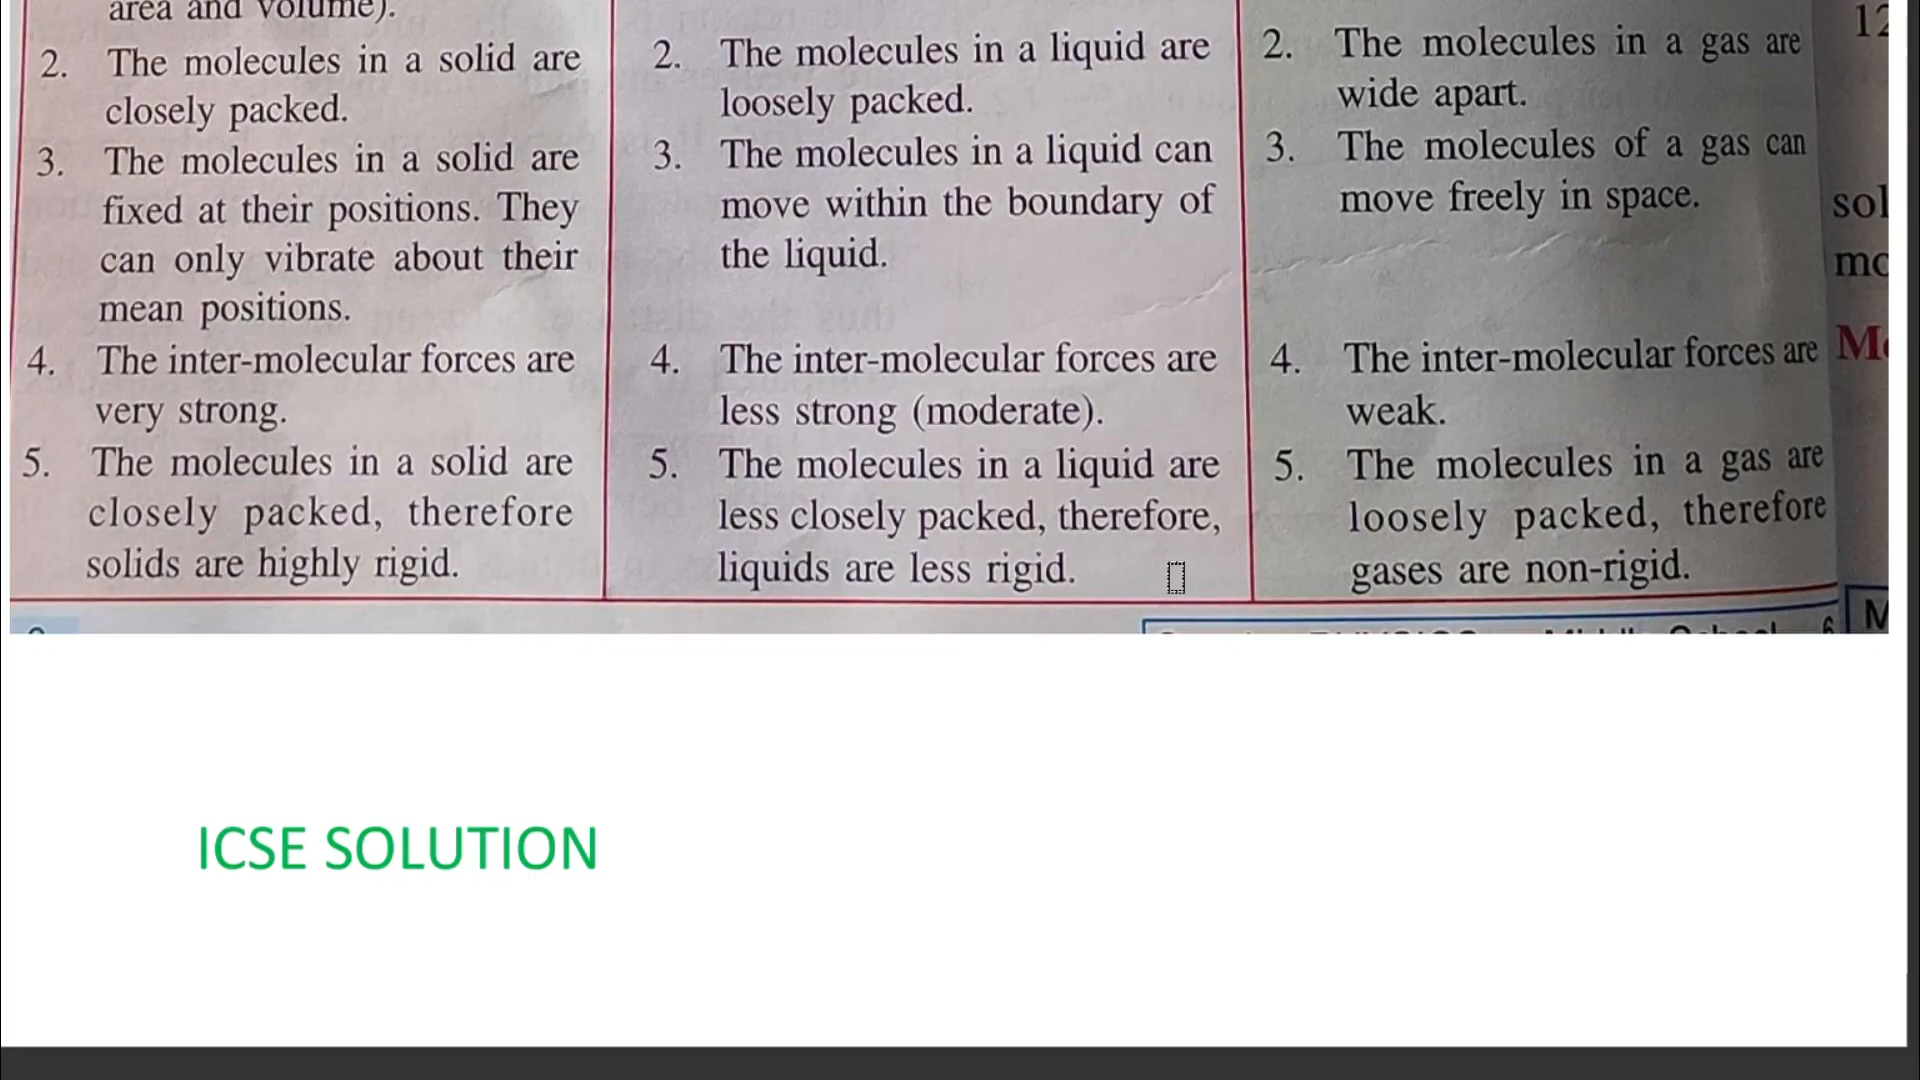 area and volume).
2. The molecules in a solid are
closely packed.
3. The molecules in a solid are
fixed at their positions. They
can only vibrate about their
mean positions.
4. The inter-molecular forces are
very strong.
5. The molecules in a solid are
closely packed, therefore
solids are highly rigid.
2. The molecules in a liquid are
loosely packed.
3. The molecules in a liquid can
move within the boundary of
the liquid.
4. The inter-molecular forces are
less strong (moderate).
5. The molecules in a liquid are
less closely packed, therefore,
liquids are less rigid.
2. The molecules in a gas are
wide apart.
3. The molecules of a gas can
move freely in space.
4. The inter-molecular forces are
weak.
5. The molecules in a gas are
loosely packed, therefore
gases are non-rigid.
12
sol
mo
M
ICSE SOLUTION